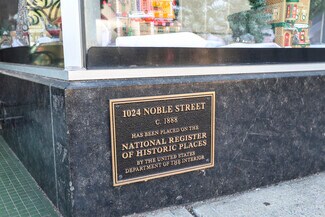 1024 NOBLE STREET
C. 1888
HAS BEEN PLACED ON THE
NATIONAL REGISTER
OF HISTORIC PLACES
BY THE UNITED STATES
DEPARTMENT OF THE INTERIOR